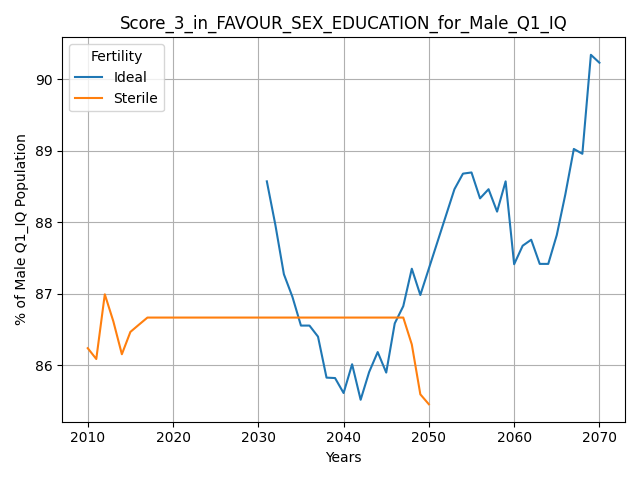 Score_3_in_FAVOUR_SEX_EDUCATION_for_Male_Q1_IQ
Fertility
Ideal
Sterile
% of Male Q1_IQ Population
90
89
88
87
86
2010 2020 2030 2040 2050 2060 2070
Years